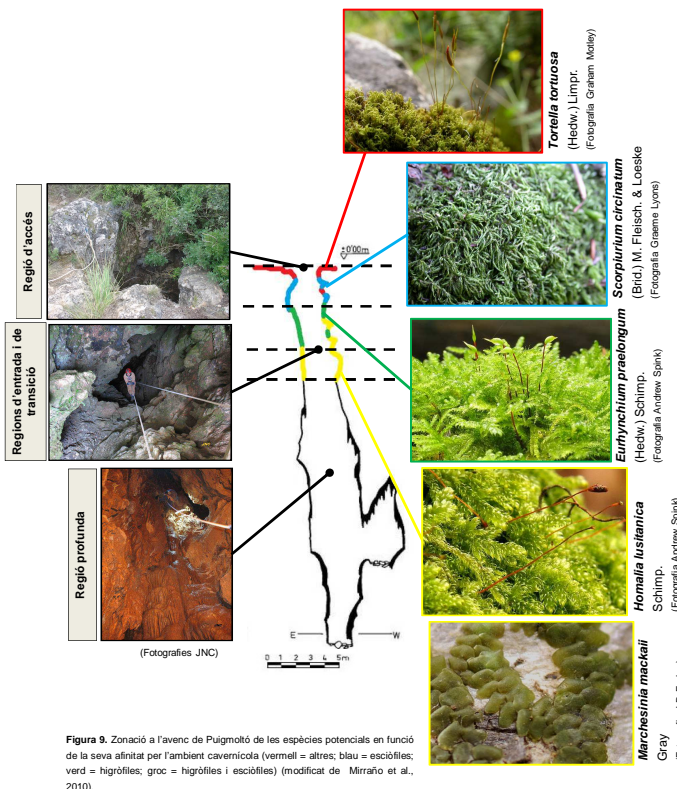 Tortella tortuosa
(Hedw.) Limpr.
(Fotografia Graham Motley)
Regió d'accés
Scorpiurium circinatum
(Brid.) M. Fleisch. & Loeske
(Fotografia Graeme Lyons)
±0'00m
Regions d'entrada i de
transició
Eurhynchium praelongum
(Hedw.) Schimp.
(Fotografia Andrew Spink)
Regió profunda
Homalia lusitanica
Schimp.
(Fotografia Andrew Spink)
(Fotografies JNC)
E W
0 1 2 3 4 5m
Marchesinia mackaii
Gray
Figura 9. Zonació a l'avenc de Puigmoltó de les espècies potencials en funció
de la seva afinitat per l'ambient cavernícola (vermell = altres; blau = esciòfiles;
verd = higròfiles; groc = higròfiles i esciòfiles) (modificat de Mirraño et al.,
2010)